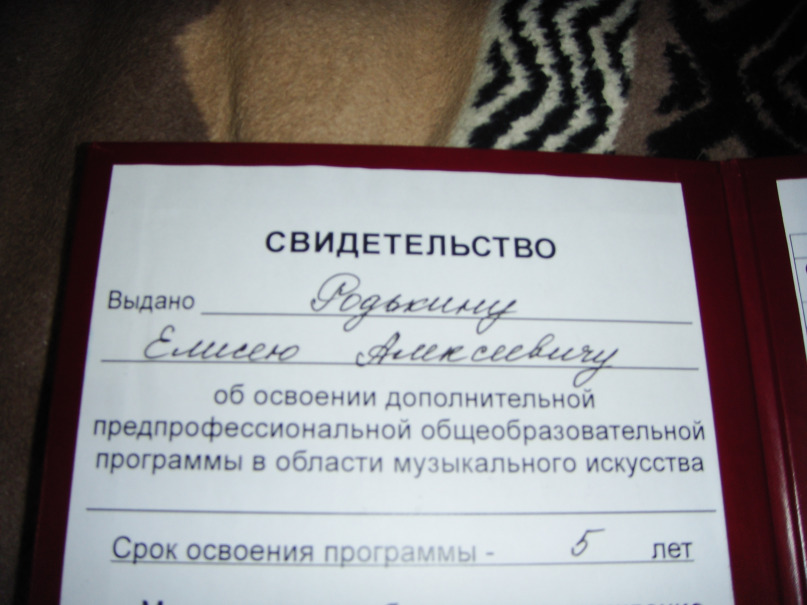 СВИДЕТЕЛЬСТВО
Выдано Родькину
Елисею Алексеевичу
об освоении дополнительной
предпрофессиональной общеобразовательной
программы в области музыкального искусства
Срок освоения программы - 5 лет